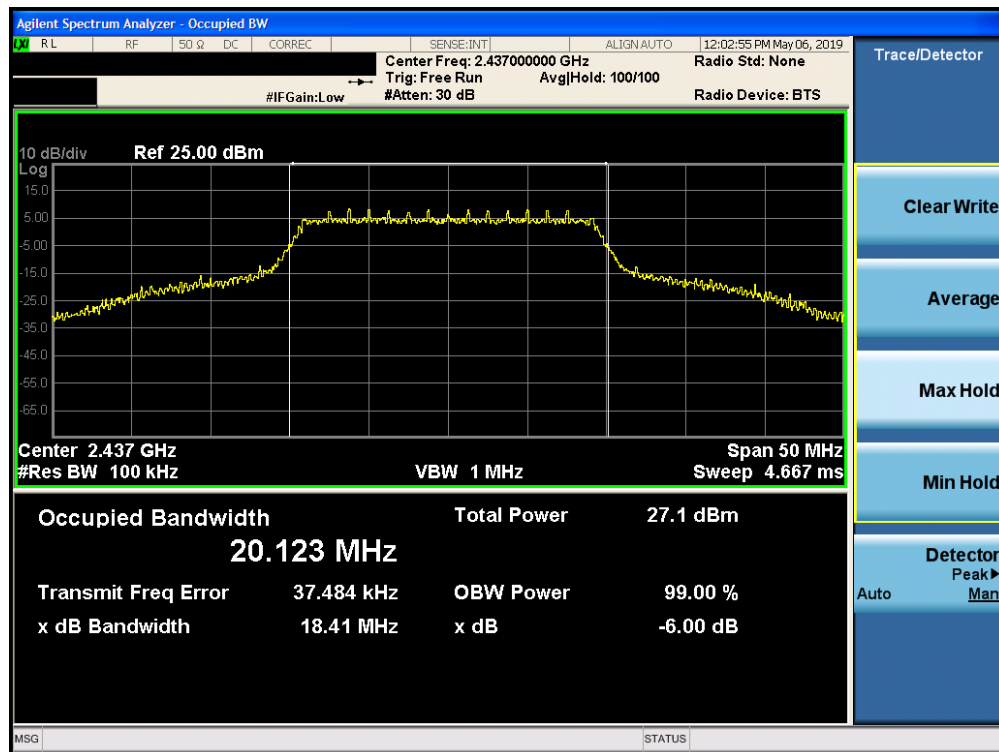 Agilent Spectrum Analyzer - Occupied BW
LXI RL RF 50 Ω DC CORREC SENSE:INT ALIGN AUTO 12:02:55 PM May 06, 2019
Center Freq: 2.437000000 GHz Radio Std: None
Trig: Free Run Avg|Hold: 100/100
#IFGain:Low #Atten: 30 dB Radio Device: BTS
10 dB/div Ref 25.00 dBm
Log
15.0
5.00
-5.00
-15.0
-25.0
-35.0
-45.0
-55.0
-65.0
Center 2.437 GHz Span 50 MHz
#Res BW 100 kHz VBW 1 MHz Sweep 4.667 ms
Occupied Bandwidth Total Power 27.1 dBm
20.123 MHz
Transmit Freq Error 37.484 kHz OBW Power 99.00 %
x dB Bandwidth 18.41 MHz x dB -6.00 dB
MSG STATUS
Trace/Detector
Clear Write
Average
Max Hold
Min Hold
Detector
Peak▶
Auto Man